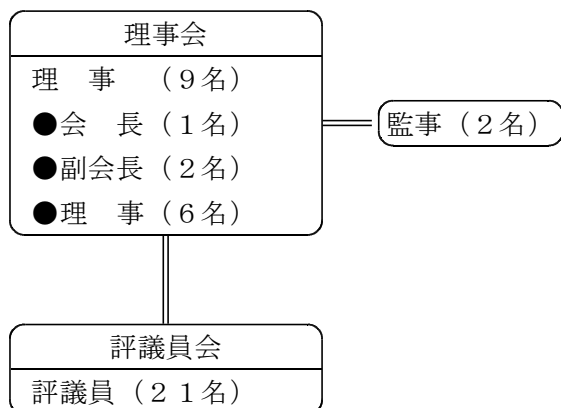 理事会
理　事　（９名）
●会　長（１名）
●副会長（２名）
●理　事（６名）
監事（２名）
評議員会
評議員（２１名）